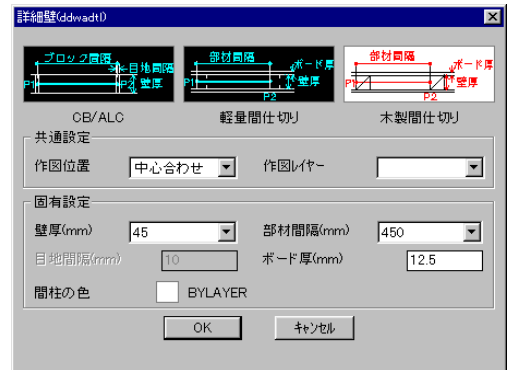 詳細壁(ddwadtl)
ブロック間隔
目地間隔
P1
P2
壁厚
部材間隔
ボード厚
P1
壁厚
P2
部材間隔
ボード厚
P1
壁厚
P2
CB/ALC
軽量間仕切り
木製間仕切り
共通設定
作図位置
中心合わせ
作図レイヤー
固有設定
壁厚(mm)
45
部材間隔(mm)
450
目地間隔(mm)
10
ボード厚(mm)
12.5
間柱の色
BYLAYER
OK
キャンセル